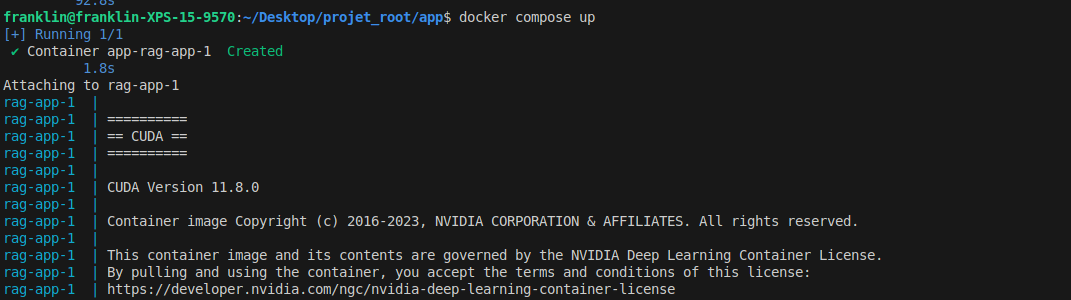 92.8s
franklin@franklin-XPS-15-9570:~/Desktop/projet_root/app$ docker compose up
[+] Running 1/1
✔ Container app-rag-app-1  Created
1.8s
Attaching to rag-app-1
rag-app-1  |
rag-app-1  | ==========
rag-app-1  | == CUDA ==
rag-app-1  | ==========
rag-app-1  |
rag-app-1  | CUDA Version 11.8.0
rag-app-1  |
rag-app-1  | Container image Copyright (c) 2016-2023, NVIDIA CORPORATION & AFFILIATES. All rights reserved.
rag-app-1  |
rag-app-1  | This container image and its contents are governed by the NVIDIA Deep Learning Container License.
rag-app-1  | By pulling and using the container, you accept the terms and conditions of this license:
rag-app-1  | https://developer.nvidia.com/ngc/nvidia-deep-learning-container-license